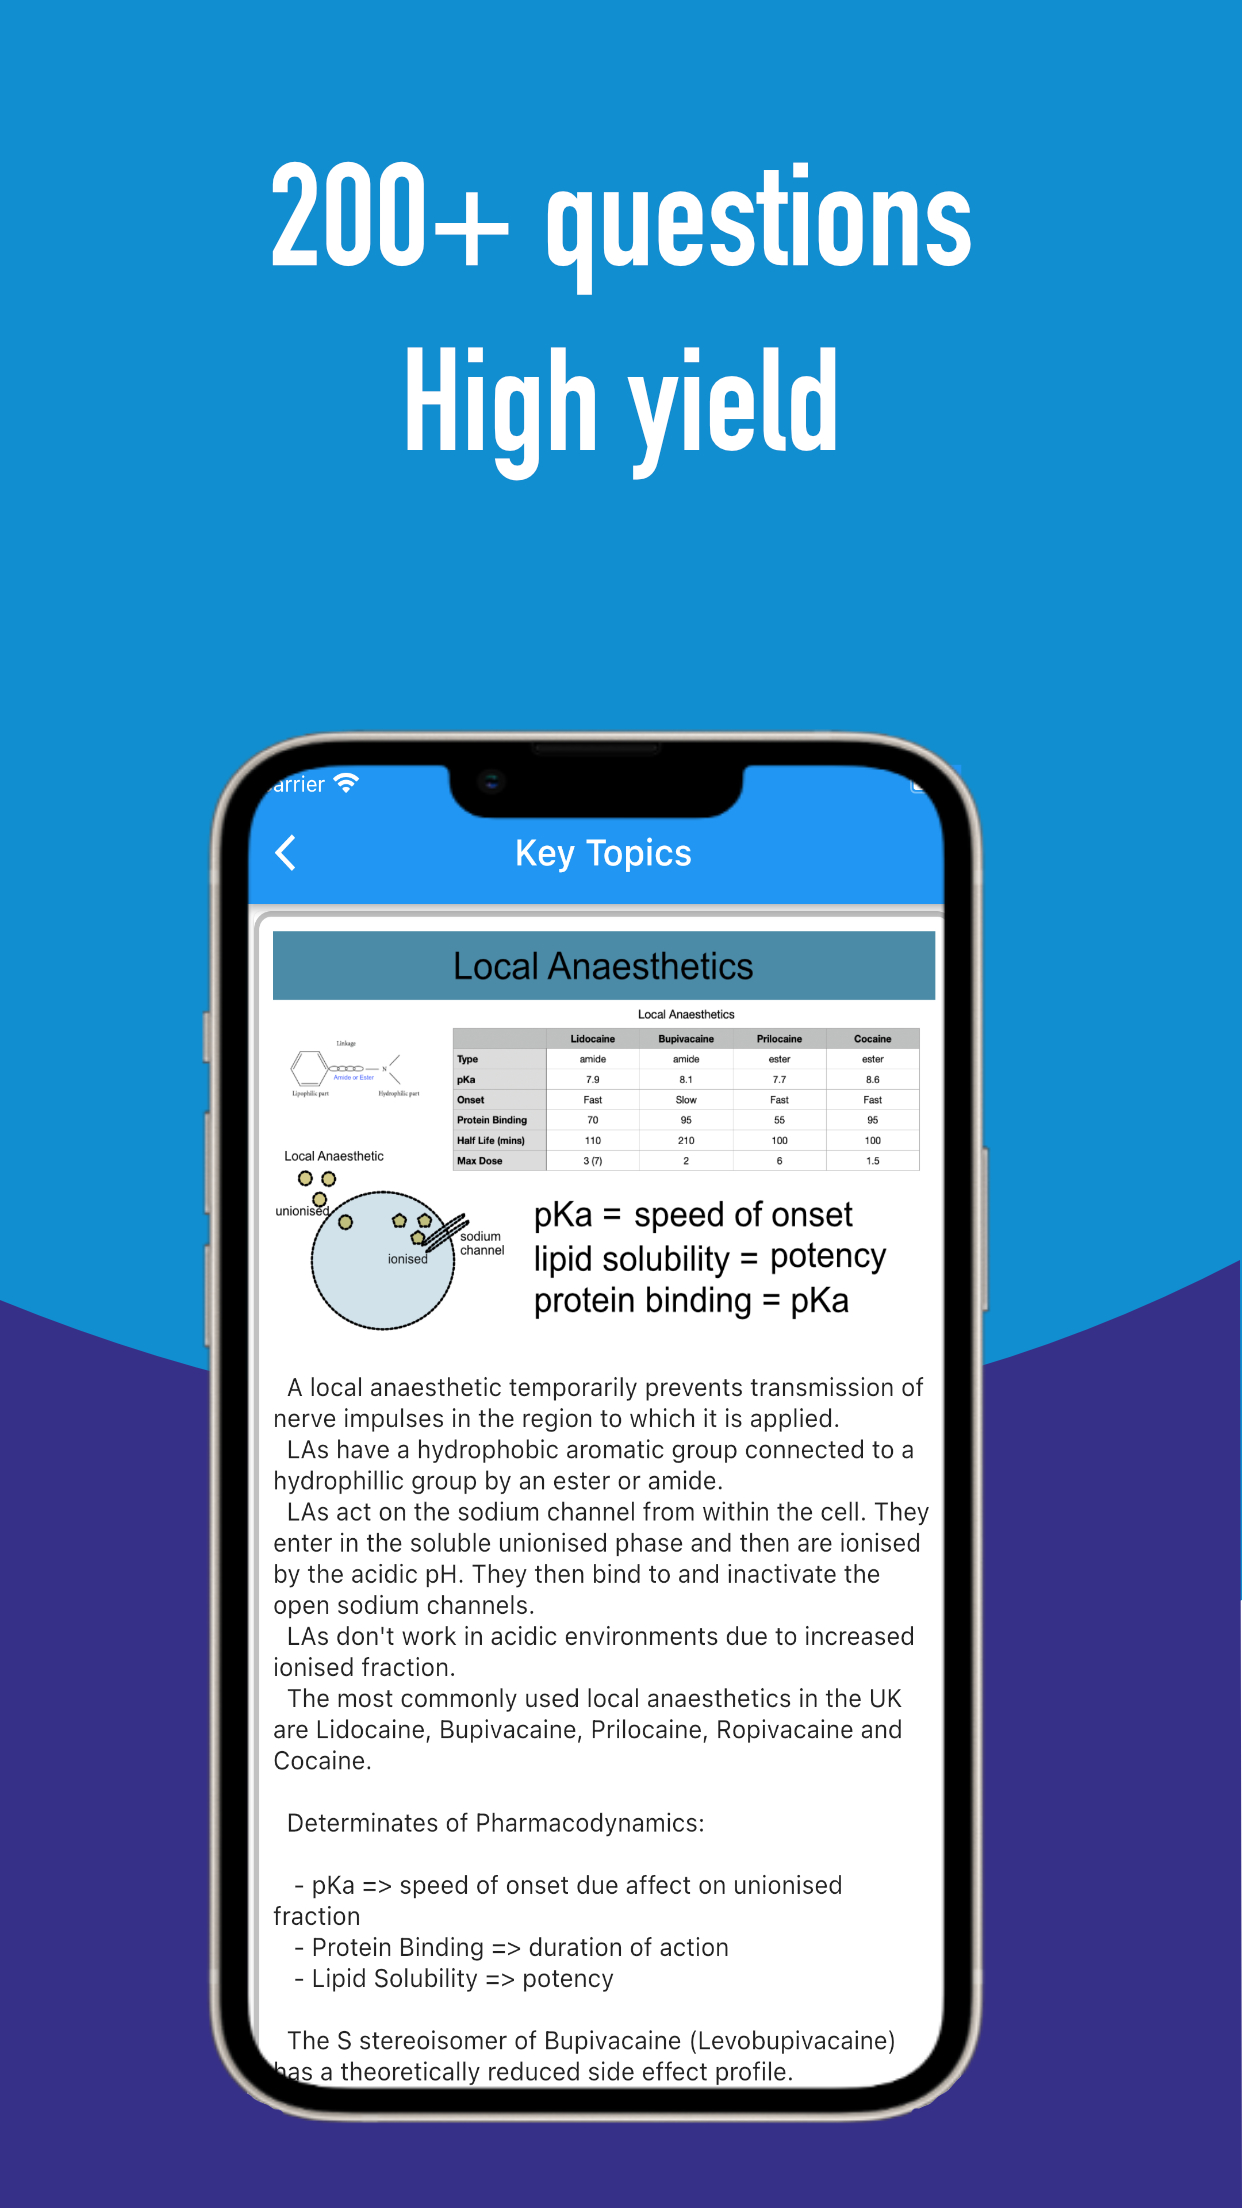 200+ questions
High yield
arrier
Key Topics
Local Anaesthetics
Local Anaesthetics
Lidocaine Bupivacaine Prilocaine Cocaine
Type amide amide ester ester
pKa 7.9 8.1 7.7 8.6
Onset Fast Slow Fast Fast
Protein Binding 70 95 55 95
Half Life (mins) 110 210 100 100
Max Dose 3 (7) 2 6 1.5
Linkage
N
Amide or Ester
Lipophilic part Hydrophilic part
Local Anaesthetic
unionised
ionised
sodium
channel
pKa = speed of onset
lipid solubility = potency
protein binding = pKa
A local anaesthetic temporarily prevents transmission of
nerve impulses in the region to which it is applied.
LAs have a hydrophobic aromatic group connected to a
hydrophillic group by an ester or amide.
LAs act on the sodium channel from within the cell. They
enter in the soluble unionised phase and then are ionised
by the acidic pH. They then bind to and inactivate the
open sodium channels.
LAs don't work in acidic environments due to increased
ionised fraction.
The most commonly used local anaesthetics in the UK
are Lidocaine, Bupivacaine, Prilocaine, Ropivacaine and
Cocaine.
Determinates of Pharmacodynamics:
- pKa => speed of onset due affect on unionised
fraction
- Protein Binding => duration of action
- Lipid Solubility => potency
The S stereoisomer of Bupivacaine (Levobupivacaine)
has a theoretically reduced side effect profile.